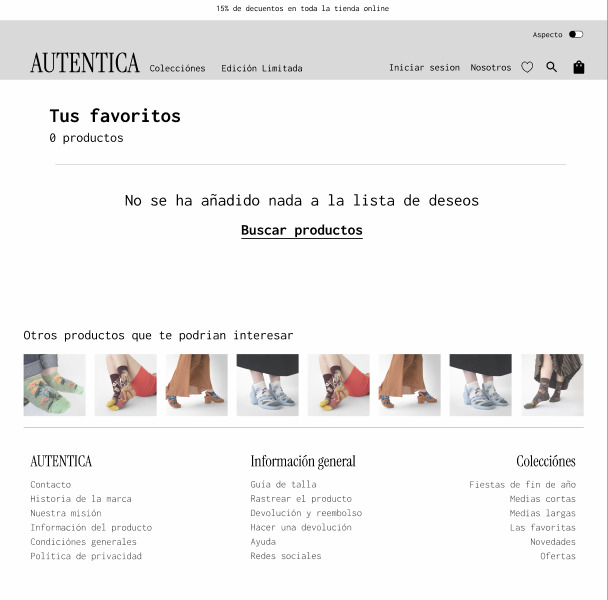 15% de decuentos en toda la tienda online
Aspecto
AUTENTICA Colecciónes Edición Limitada Iniciar sesion Nosotros
Tus favoritos
0 productos
No se ha añadido nada a la lista de deseos
Buscar productos
Otros productos que te podrian interesar
AUTENTICA
Contacto
Historia de la marca
Nuestra misión
Información del producto
Condiciónes generales
Política de privacidad
Información general
Guía de talla
Rastrear el producto
Devolución y reembolso
Hacer una devolución
Ayuda
Redes sociales
Colecciónes
Fiestas de fin de año
Medias cortas
Medias largas
Las favoritas
Novedades
Ofertas